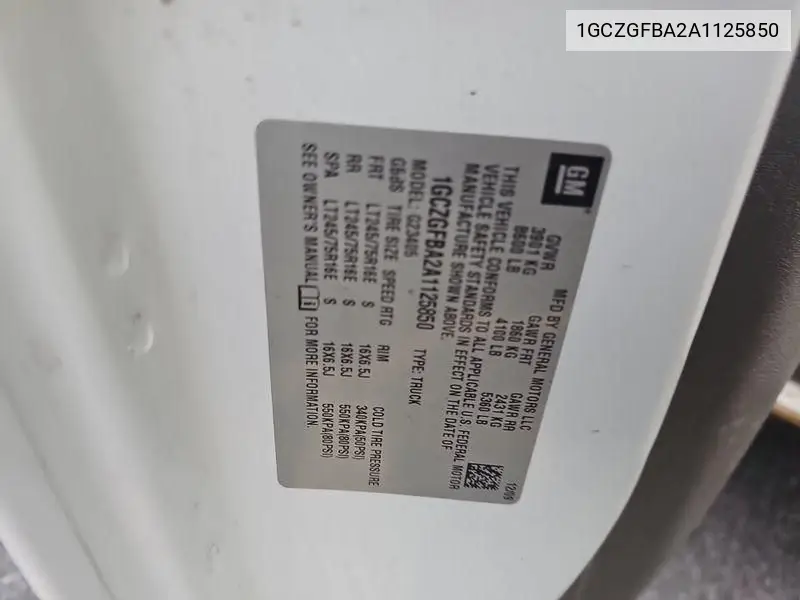 1GCZGFBA2A1125850
GM
MFD BY GENERAL MOTORS LLC
12/09
GVWR GAWR FRT GAWR RR
3901 KG 1860 KG 2431 KG
8600 LB 4100 LB 5360 LB
THIS VEHICLE CONFORMS TO ALL APPLICABLE U.S. FEDERAL MOTOR
VEHICLE SAFETY STANDARDS IN EFFECT ON THE DATE OF
MANUFACTURE SHOWN ABOVE.
1GCZGFBA2A1125850 TYPE: TRUCK
MODEL: G23405
TIRE SIZE SPEED RTG RIM COLD TIRE PRESSURE
FRT LT245/75R16E S 16X6.5J 340KPA(50PSI)
RR LT245/75R16E S 16X6.5J 550KPA(80PSI)
SPA LT245/75R16E S 16X6.5J 550KPA(80PSI)
SEE OWNER'S MANUAL FOR MORE INFORMATION.